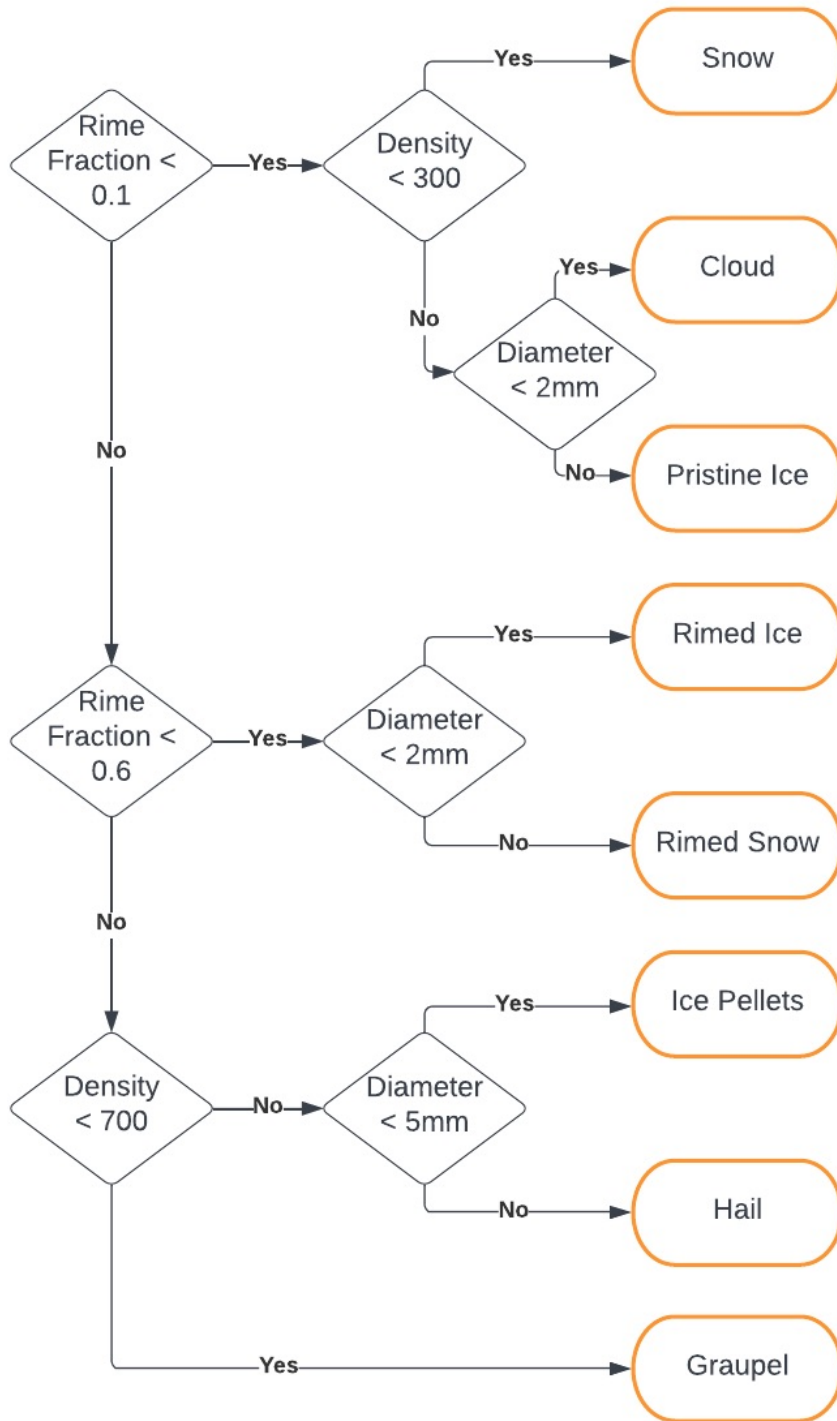 Yes
Snow
Rime
Fraction <
0.1
Yes
Density
< 300
Yes
Cloud
No
Diameter
< 2mm
No
No
Pristine Ice
Yes
Rimed Ice
Rime
Fraction <
0.6
Yes
Diameter
< 2mm
No
Rimed Snow
No
Yes
Ice Pellets
Density
< 700
No
Diameter
< 5mm
No
Hail
Yes
Graupel